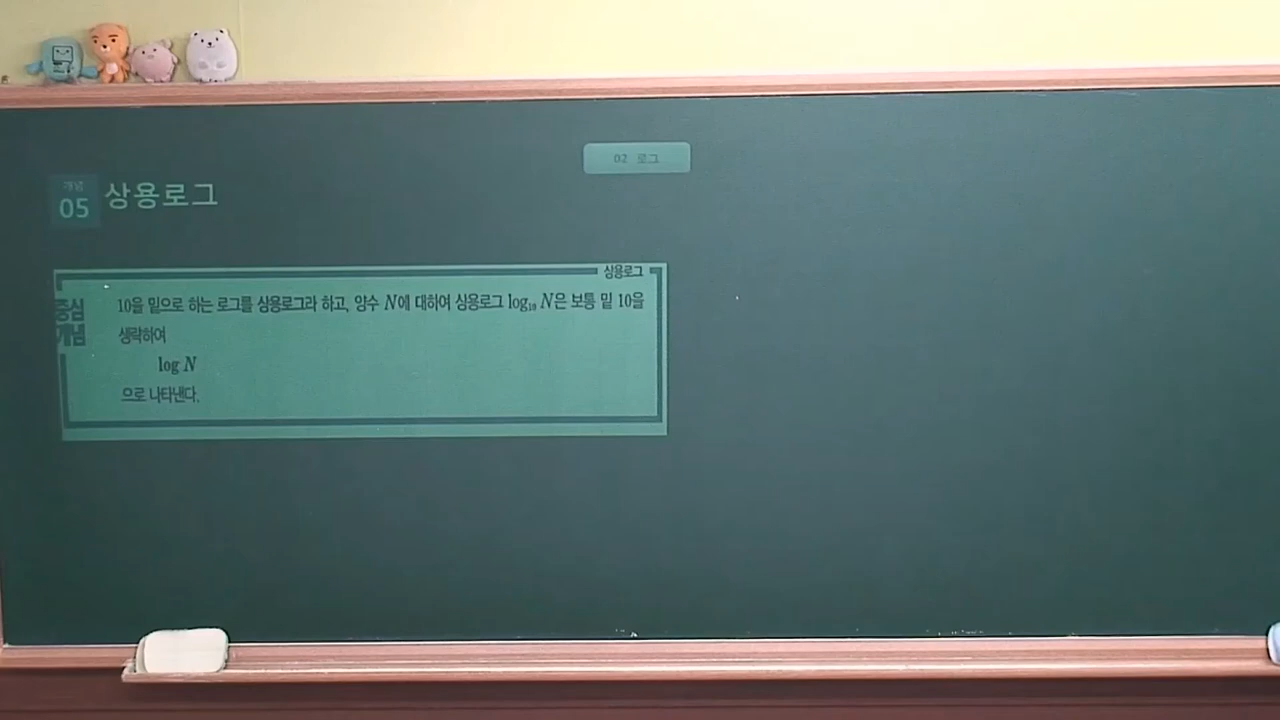 02 로그
개념
05 상용로그
상용로그
중심
개념
10을 밑으로 하는 로그를 상용로그라 하고, 양수 N에 대하여 상용로그 log₁₀ N은 보통 밑 10을
생략하여
log N
으로 나타낸다.